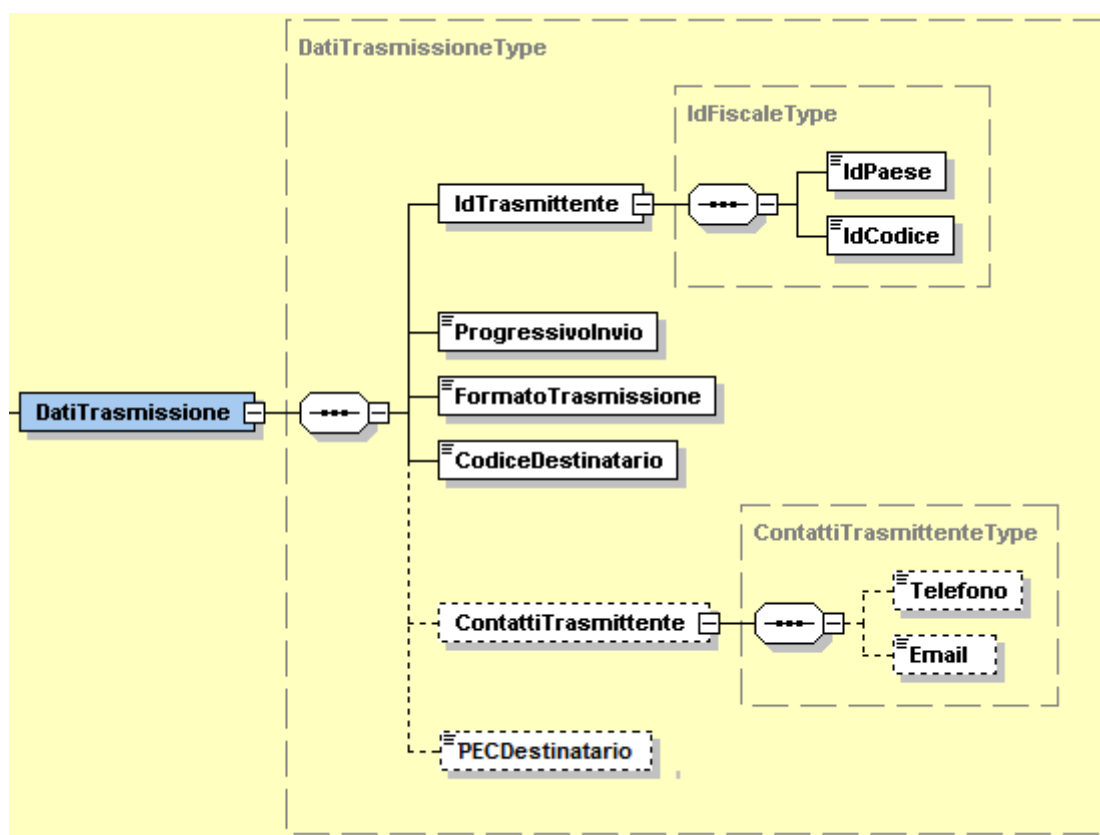 DatiTrasmissioneType
IdFiscaleType
IdPaese
IdTrasmittente
IdCodice
ProgressivoInvio
FormatoTrasmissione
DatiTrasmissione
CodiceDestinatario
ContattiTrasmittenteType
Telefono
ContattiTrasmittente
Email
PECDestinatario